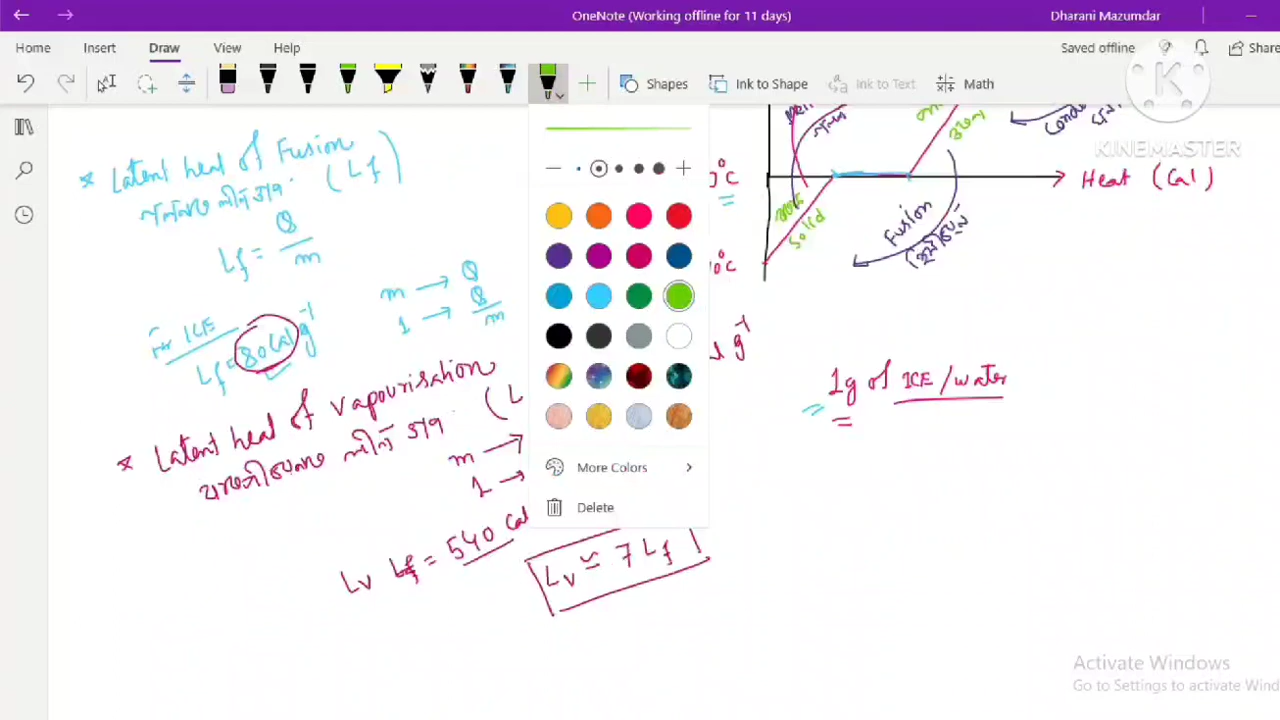 OneNote (Working offline for 11 days)
Dharani Mazumdar
Home Insert Draw View Help
Saved offline
Share
Shapes
Ink to Shape
Ink to Text
Math
KINEMASTER
* Latent heat of Fusion
(Lf)
Lf = Q/m
m → Q
1 → Q/m
For ICE
Lf = 80 Cal g⁻¹
* Latent heat of vapourisation
(L
m →
1 →
Lv Lf = 540 Cal
g⁻¹
Lv ≃ 7 Lf
°C
Solid
Fusion
Heat (Cal)
1g of ICE/water
More Colors
Delete
Activate Windows
Go to Settings to activate Wind